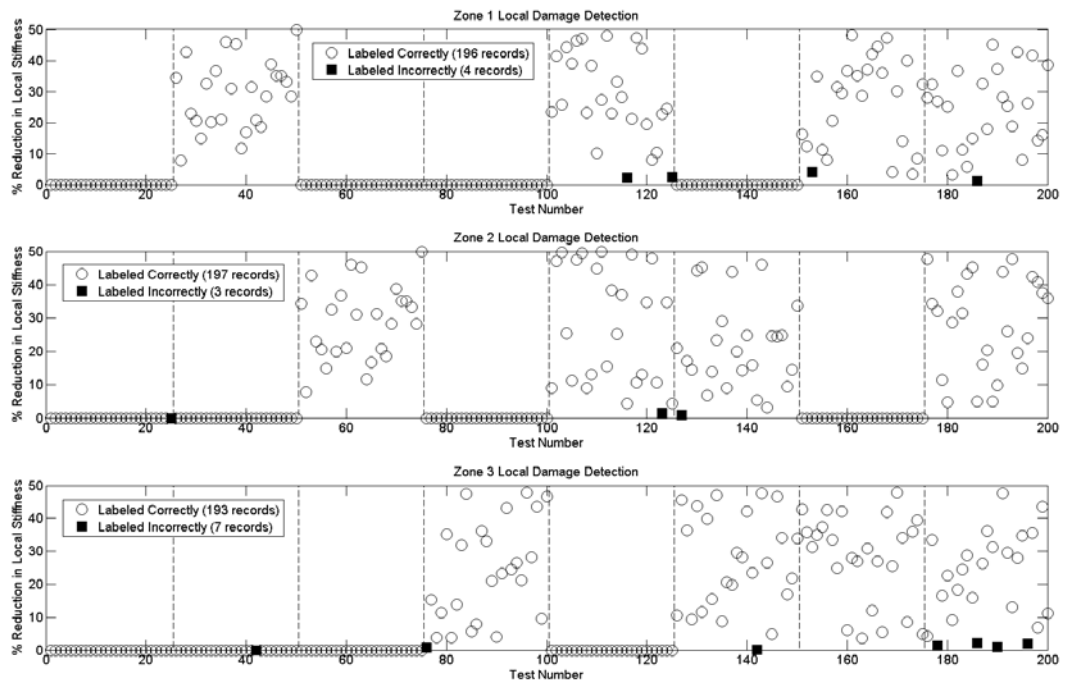 Zone 1 Local Damage Detection
% Reduction in Local Stiffness
50
40
30
20
10
0
Labeled Correctly (196 records)
Labeled Incorrectly (4 records)
0 20 40 60 80 100 120 140 160 180 200
Test Number
Zone 2 Local Damage Detection
% Reduction in Local Stiffness
50
40
30
20
10
0
Labeled Correctly (197 records)
Labeled Incorrectly (3 records)
0 20 40 60 80 100 120 140 160 180 200
Test Number
Zone 3 Local Damage Detection
% Reduction in Local Stiffness
50
40
30
20
10
0
Labeled Correctly (193 records)
Labeled Incorrectly (7 records)
0 20 40 60 80 100 120 140 160 180 200
Test Number